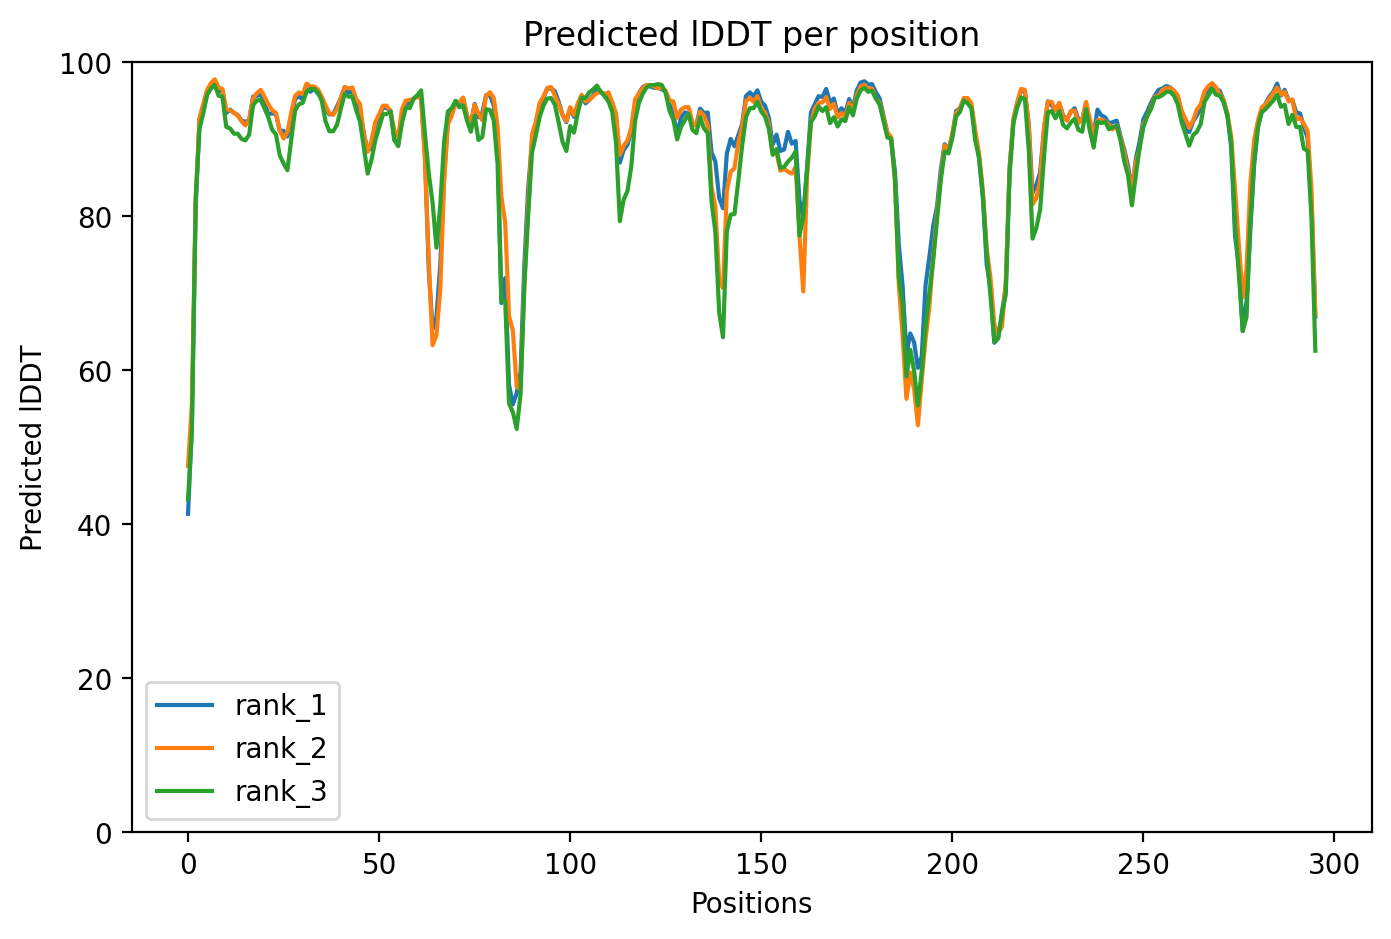 Predicted lDDT per position
100
80
60
40
20
0
Predicted lDDT
rank_1
rank_2
rank_3
0 50 100 150 200 250 300
Positions